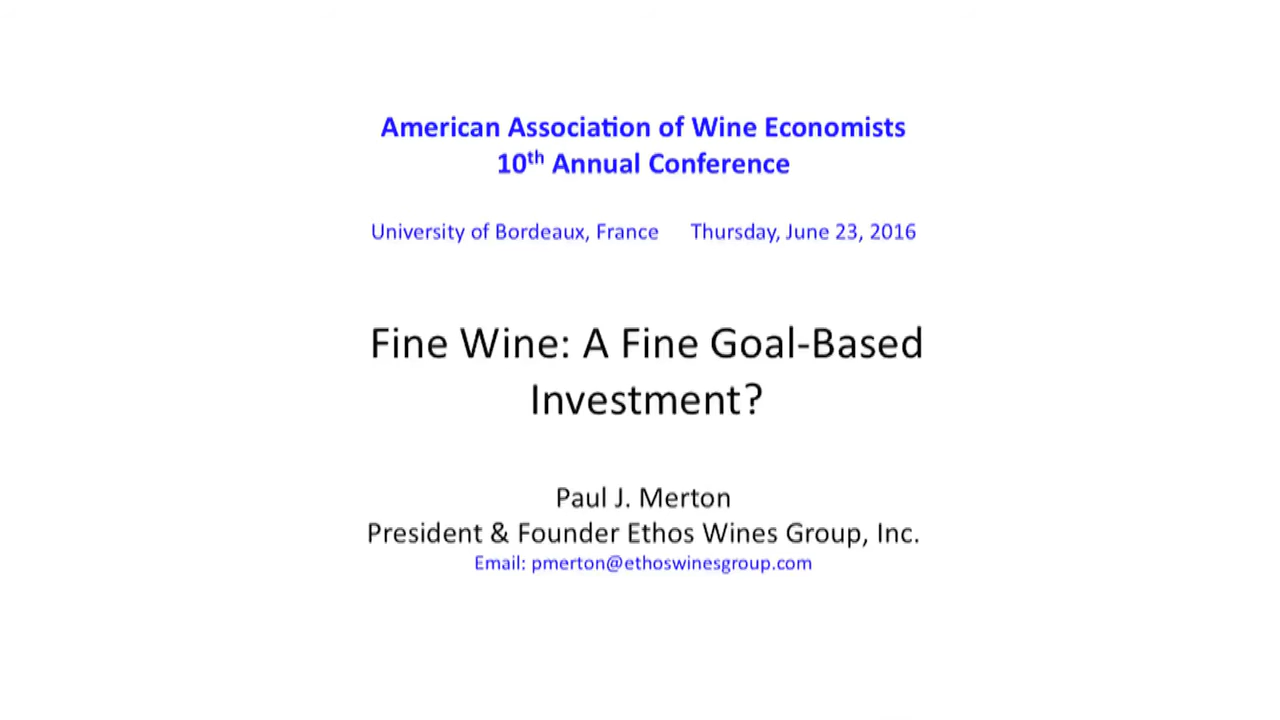 American Association of Wine Economists
10th Annual Conference
University of Bordeaux, France Thursday, June 23, 2016
Fine Wine: A Fine Goal-Based
Investment?
Paul J. Merton
President & Founder Ethos Wines Group, Inc.
Email: pmerton@ethoswinesgroup.com